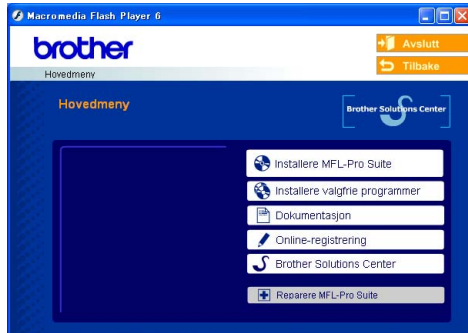 Macromedia Flash Player 6
brother
Avslutt
Tilbake
Hovedmeny
Hovedmeny
Brother Solutions Center
Installere MFL-Pro Suite
Installere valgfrie programmer
Dokumentasjon
Online-registrering
Brother Solutions Center
Reparere MFL-Pro Suite